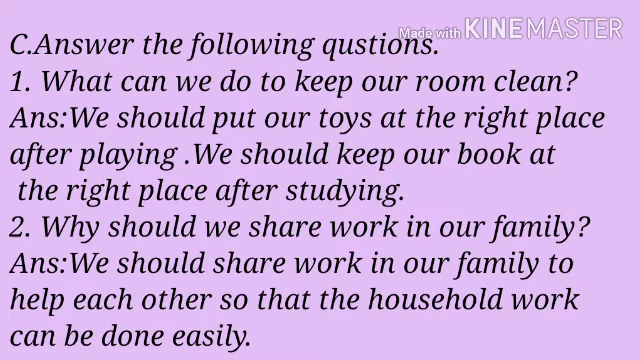 Made with KINEMASTER
C.Answer the following qustions.
1. What can we do to keep our room clean?
Ans:We should put our toys at the right place
after playing .We should keep our book at
the right place after studying.
2. Why should we share work in our family?
Ans:We should share work in our family to
help each other so that the household work
can be done easily.